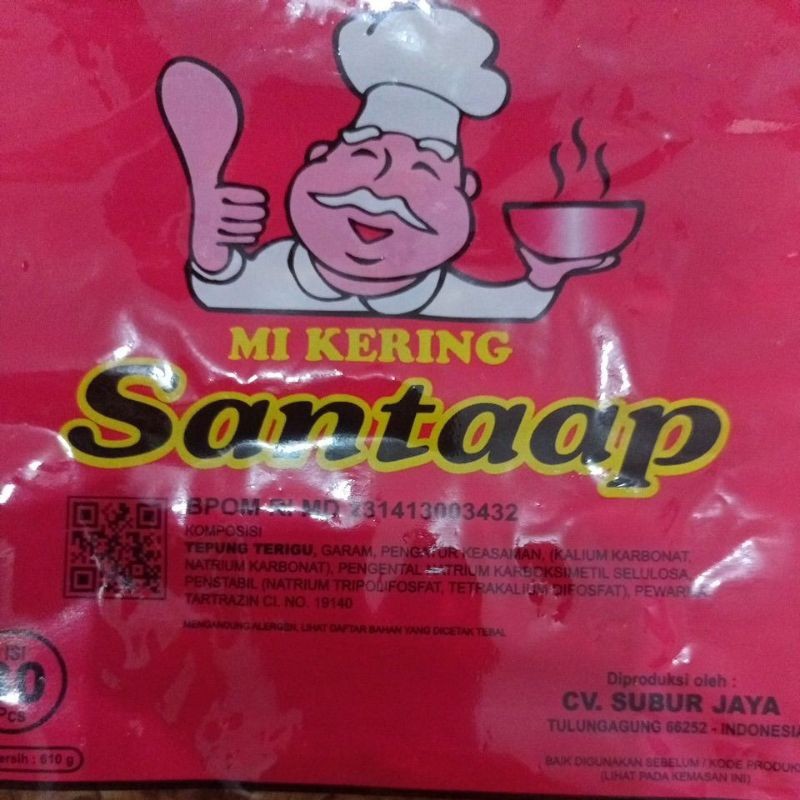 MI KERING
Santaap
BPOM RI MD 231413003432
KOMPOSISI
TEPUNG TERIGU, GARAM, PENGATUR KEASAMAN, (KALIUM KARBONAT,
NATRIUM KARBONAT), PENGENTAL NATRIUM KARBOKSIMETIL SELULOSA,
PENSTABIL (NATRIUM TRIPOLIFOSFAT, TETRAKALIUM DIFOSFAT), PEWARNA
TARTRAZIN CI. NO. 19140
MENGANDUNG ALERGEN, LIHAT DAFTAR BAHAN YANG DICETAK TEBAL
ISI
PCS
ersih : 610 g
Diproduksi oleh :
CV. SUBUR JAYA
TULUNGAGUNG 66252 - INDONESIA
BAIK DIGUNAKAN SEBELUM / KODE PRODUK
(LIHAT PADA KEMASAN INI)